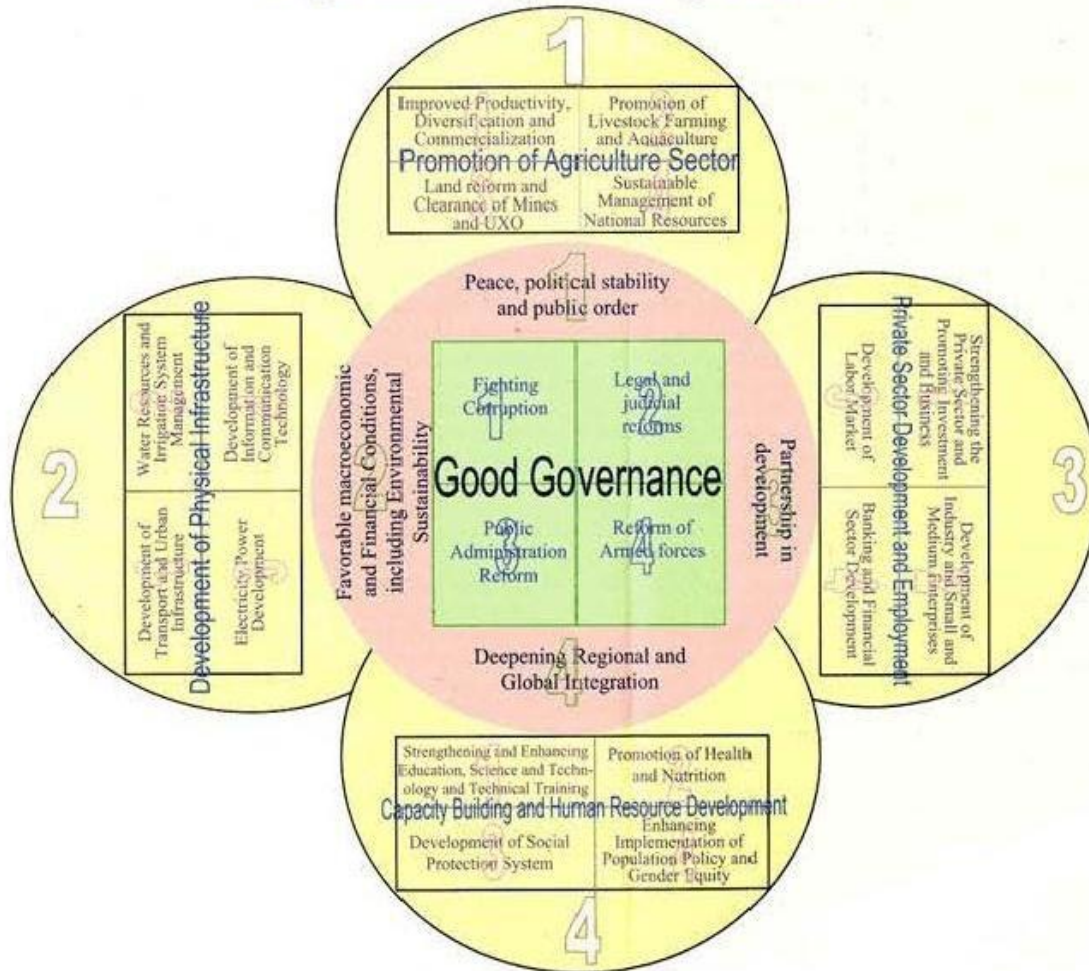 1
Improved Productivity,
Diversification and
Commercialization
Promotion of
Livestock Farming
and Aquaculture
Promotion of Agriculture Sector
Land reform and
Clearance of Mines
and UXO
Sustainable
Management of
National Resources
1
Peace, political stability
and public order
2
Water Resources and
Irrigation System
Management
Development of
Information and
Communication
Technology
Development of Physical Infrastructure
Development of
Transport and Urban
Infrastructure
Electricity Power
Development
2
Favorable macroeconomic
and Financial Conditions,
including Environmental
Sustainability
1
Fighting
Corruption
2
Legal and
judicial
reforms
Good Governance
3
Public
Administration
Reform
4
Reform of
Armed forces
3
Partnership in
development
3
Strengthening the
Private Sector and
Promoting Investment
and Business
Development of
Labor Market
Private Sector Development and Employment
Development of
Industry and Small and
Medium Enterprises
Banking and Financial
Sector Development
4
Deepening Regional and
Global Integration
Strengthening and Enhancing
Education, Science and Techn-
ology and Technical Training
Promotion of Health
and Nutrition
Capacity Building and Human Resource Development
Development of Social
Protection System
Enhancing
Implementation of
Population Policy and
Gender Equity
4